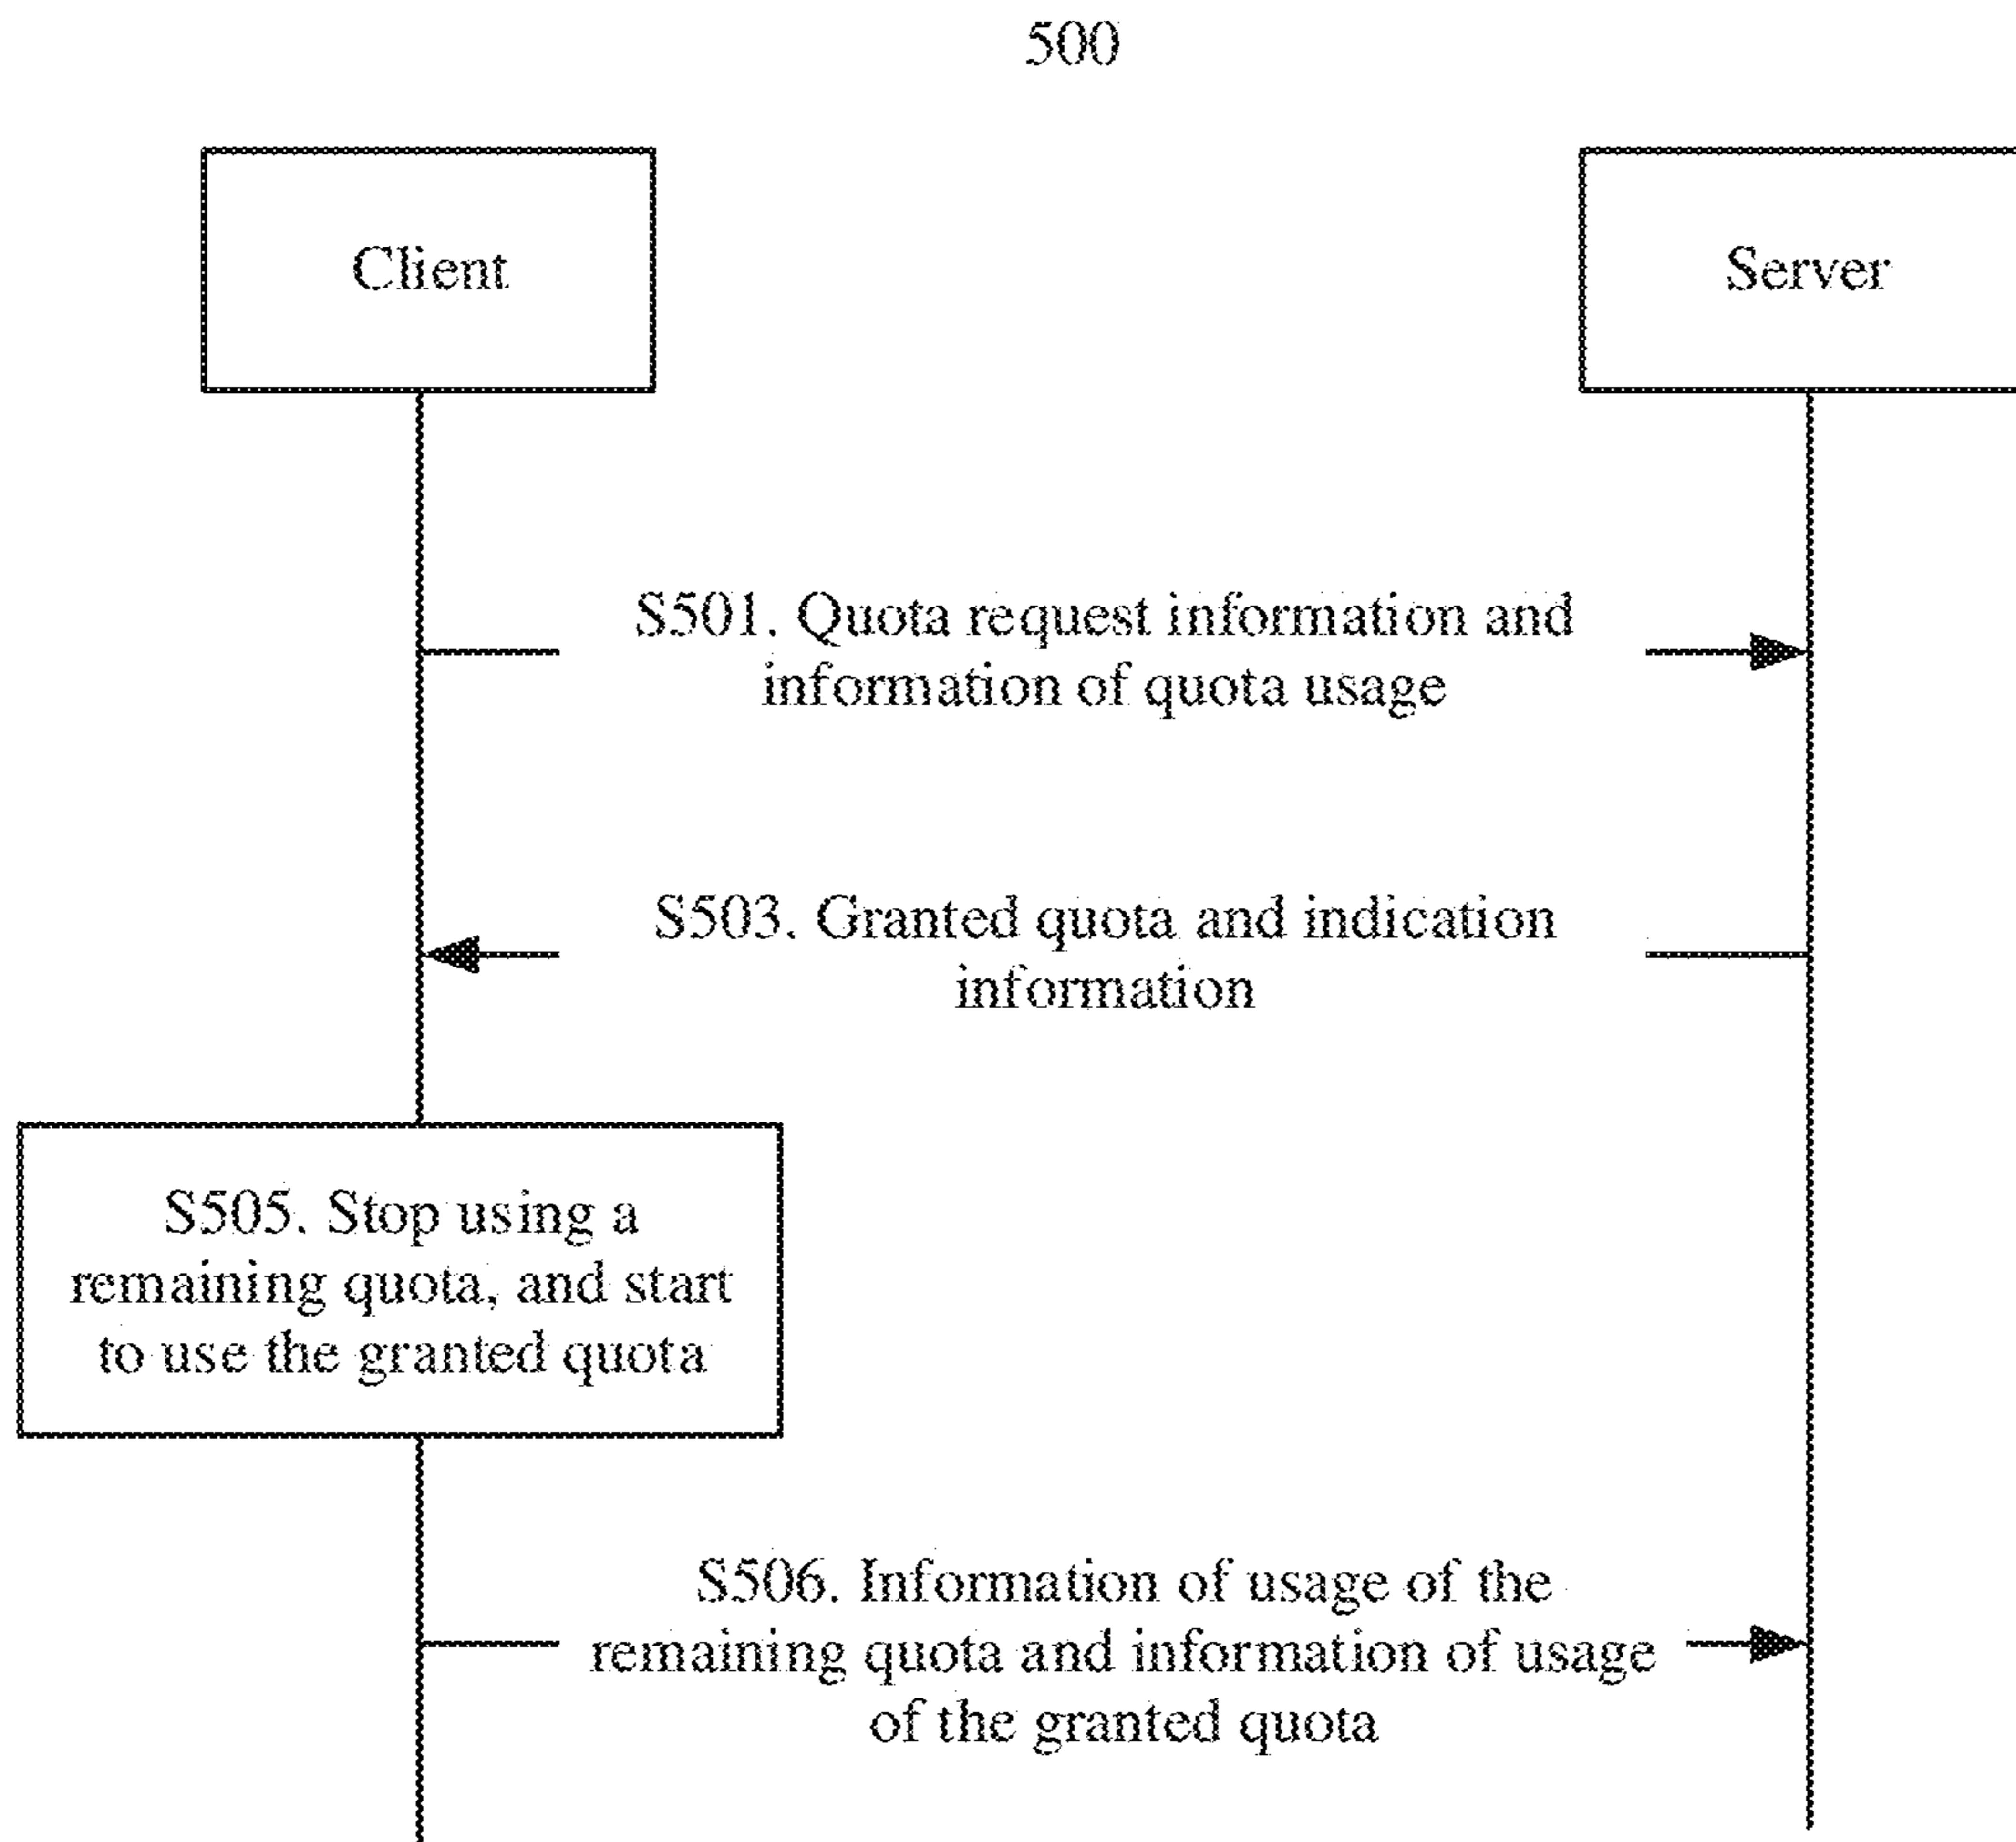 500
Client
Server
S501. Quota request information and
information of quota usage
S503. Granted quota and indication
information
S505. Stop using a
remaining quota, and start
to use the granted quota
S506. Information of usage of the
remaining quota and information of usage
of the granted quota